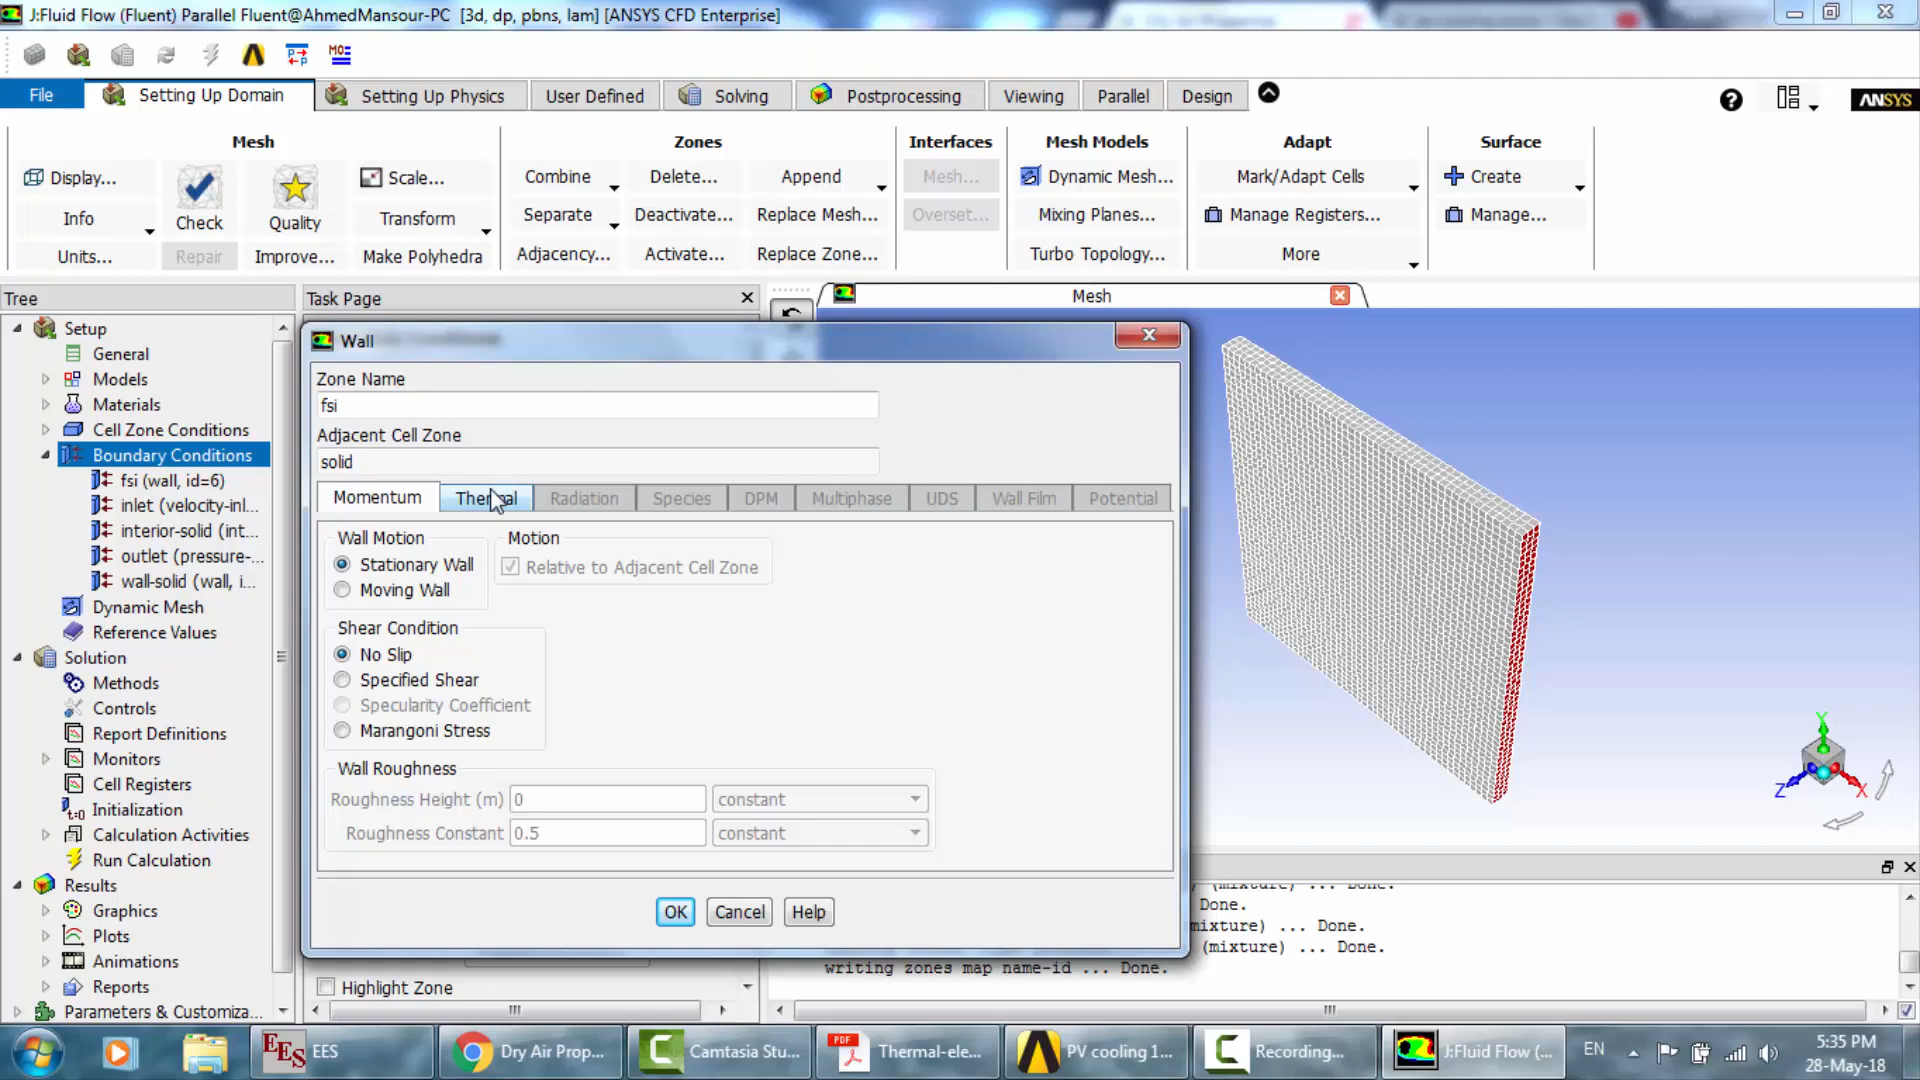 J:Fluid Flow (Fluent) Parallel Fluent@AhmedMansour-PC [3d, dp, pbns, lam] [ANSYS CFD Enterprise]
File
Setting Up Domain
Setting Up Physics
User Defined
Solving
Postprocessing
Viewing
Parallel
Design
ANSYS
Mesh
Zones
Interfaces
Mesh Models
Adapt
Surface
Display...
Info
Units...
Check
Repair
Quality
Improve...
Scale...
Transform
Make Polyhedra
Combine
Separate
Adjacency...
Delete...
Deactivate...
Activate...
Append
Replace Mesh...
Replace Zone...
Mesh...
Overset...
Dynamic Mesh...
Mixing Planes...
Turbo Topology...
Mark/Adapt Cells
Manage Registers...
More
Create
Manage...
Tree
Setup
General
Models
Materials
Cell Zone Conditions
Boundary Conditions
fsi (wall, id=6)
inlet (velocity-inl...
interior-solid (int...
outlet (pressure-...
wall-solid (wall, i...
Dynamic Mesh
Reference Values
Solution
Methods
Controls
Report Definitions
Monitors
Cell Registers
Initialization
Calculation Activities
Run Calculation
Results
Graphics
Plots
Animations
Reports
Parameters & Customiza...
Task Page
Wall
Zone Name
fsi
Adjacent Cell Zone
solid
Momentum
Thermal
Radiation
Species
DPM
Multiphase
UDS
Wall Film
Potential
Wall Motion
Stationary Wall
Moving Wall
Motion
Relative to Adjacent Cell Zone
Shear Condition
No Slip
Specified Shear
Specularity Coefficient
Marangoni Stress
Wall Roughness
Roughness Height (m) 0 constant
Roughness Constant 0.5 constant
OK
Cancel
Help
Highlight Zone
Mesh
Y
Z
X
(mixture) ... Done.
Done.
mixture) ... Done.
(mixture) ... Done.
writing zones map name-id ... Done.
EES
EES
Dry Air Prop...
Camtasia Stu...
PDF
Thermal-ele...
PV cooling 1...
Recording...
J:Fluid Flow (...
EN
5:35 PM
28-May-18